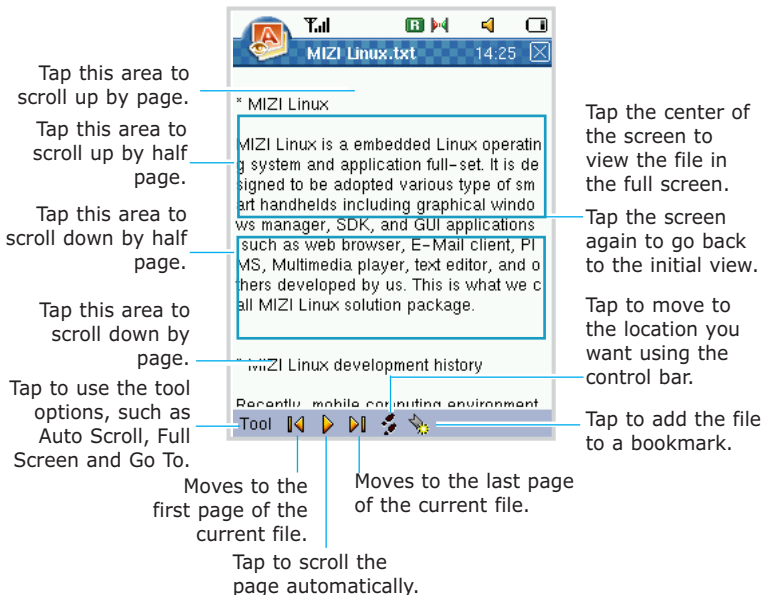 MIZI Linux.txt 14:25
Tap this area to
scroll up by page.
Tap this area to
scroll up by half
page.
Tap this area to
scroll down by half
page.
Tap this area to
scroll down by
page.
Tap to use the tool
options, such as
Auto Scroll, Full
Screen and Go To.
* MIZI Linux
MIZI Linux is a embedded Linux operatin
g system and application full-set. It is de
signed to be adopted various type of sm
art handhelds including graphical windo
ws manager, SDK, and GUI applications
such as web browser, E-Mail client, PI
MS, Multimedia player, text editor, and o
thers developed by us. This is what we c
all MIZI Linux solution package.
* MIZI Linux development history
Recently, mobile computing environment
Tool
Tap the center of
the screen to
view the file in
the full screen.
Tap the screen
again to go back
to the initial view.
Tap to move to
the location you
want using the
control bar.
Tap to add the file
to a bookmark.
Moves to the
first page of the
current file.
Moves to the last page
of the current file.
Tap to scroll the
page automatically.